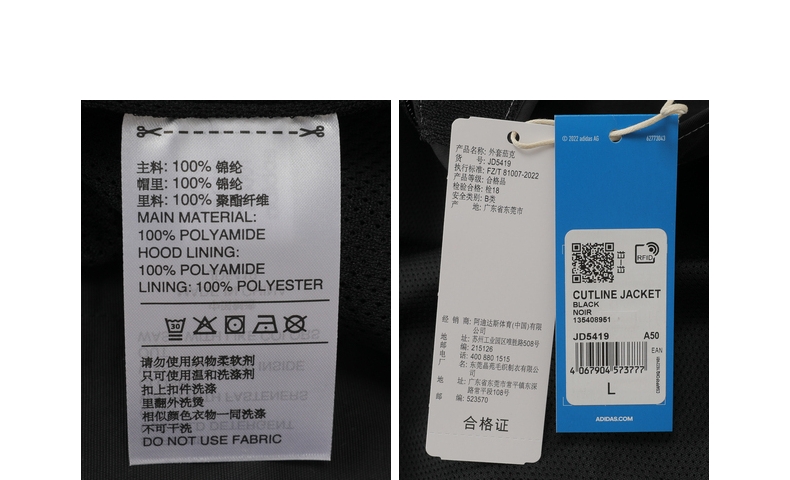 主料: 100% 锦纶
帽里: 100% 锦纶
里料: 100% 聚酯纤维
MAIN MATERIAL:
100% POLYAMIDE
HOOD LINING:
100% POLYAMIDE
LINING: 100% POLYESTER
30
请勿使用织物柔软剂
只可使用温和洗涤剂
扣上扣件洗涤
里翻外洗烫
相似颜色衣物一同洗涤
不可干洗
DO NOT USE FABRIC
产品名称: 外套茄克
货 号: JD5419
执行标准: FZ/T 81007-2022
产品等级: 合格品
检验合格: 检18
安全类别: B类
产 地: 广东省东莞市
经 销 商: 阿迪达斯体育(中国)有限
公司
地 址: 苏州工业园区唯胜路508号
邮 编: 215126
电 话: 400 880 1515
厂 名: 东莞晶苑毛织制衣有限公
司
地 址: 广东省东莞市常平镇东深
路常平段108号
邮 编: 523570
合格证
© 2022 adidas AG
RFID
CUTLINE JACKET
BLACK
NOIR
135408951
JD5419 A50
EAN
4 067904 573777
L
ADIDAS.COM